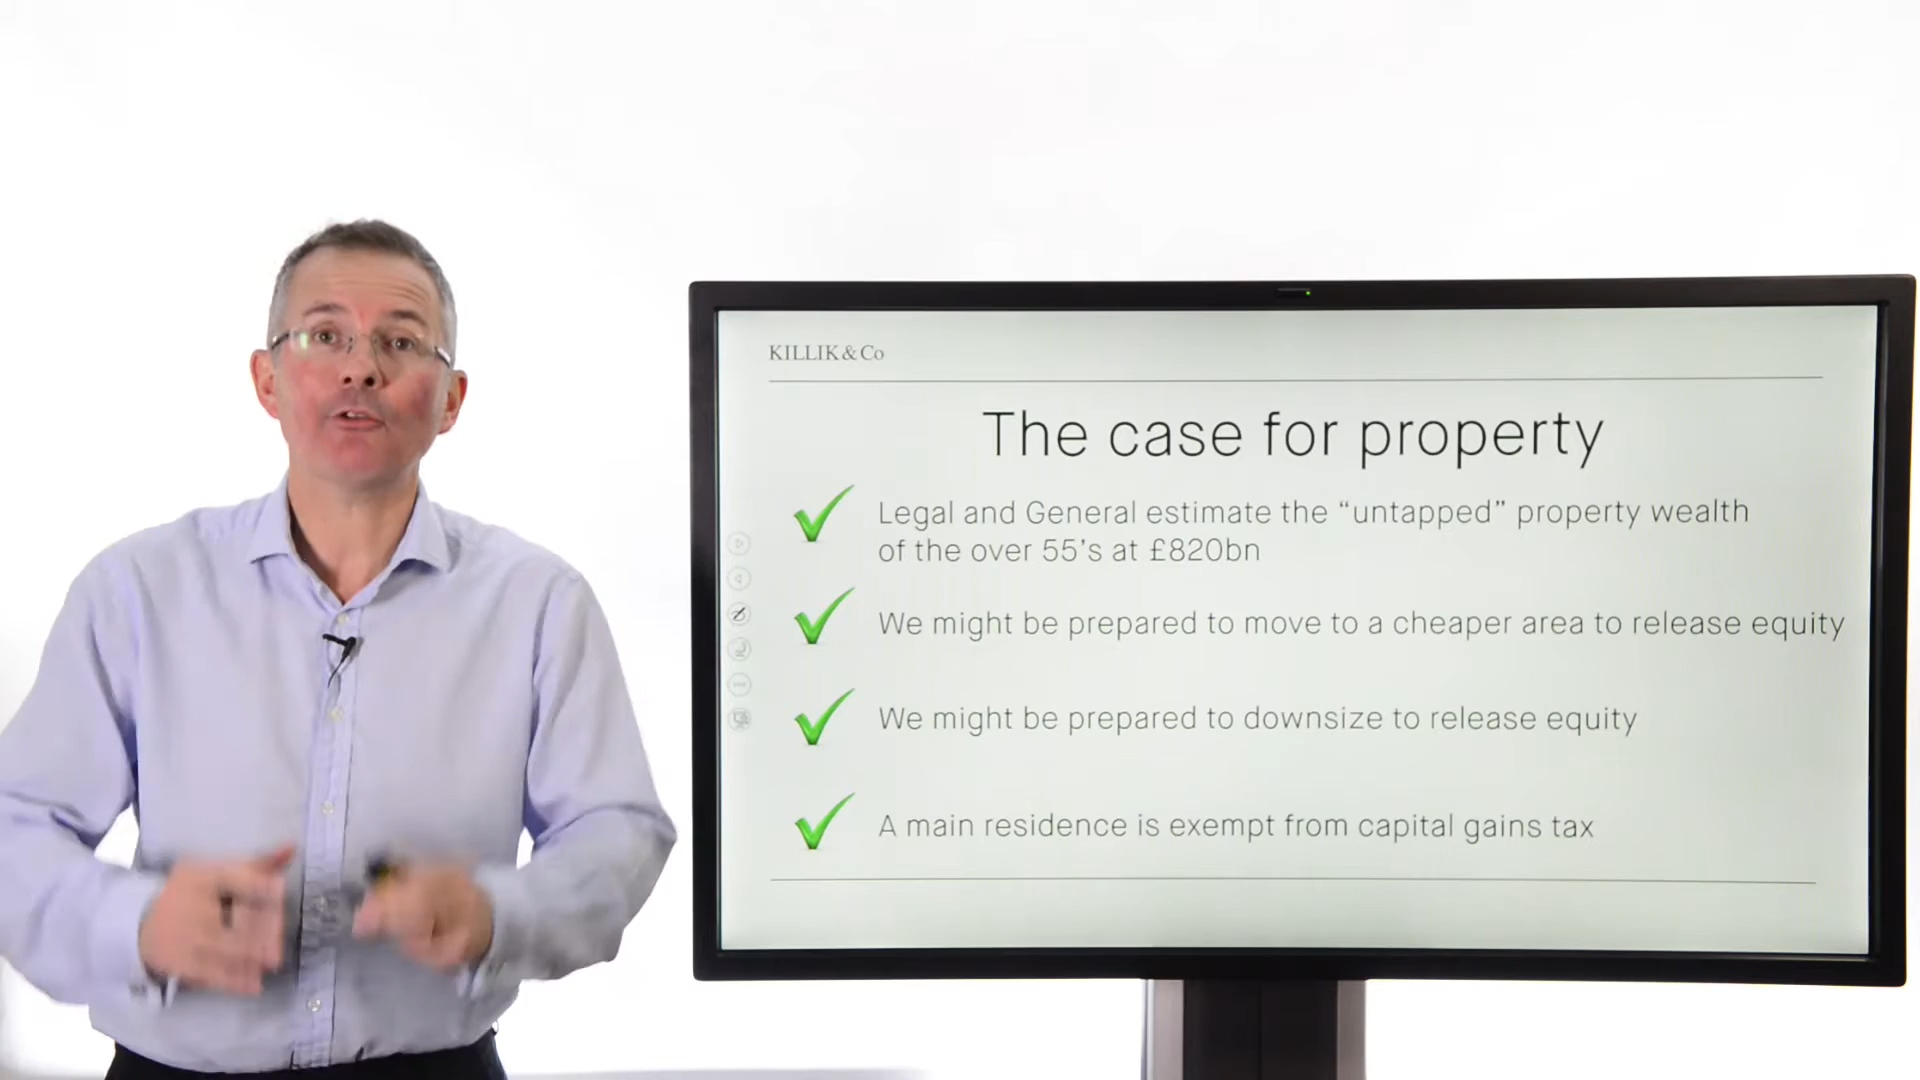 KILLIK & Co
The case for property
Legal and General estimate the “untapped” property wealth
of the over 55’s at £820bn
We might be prepared to move to a cheaper area to release equity
We might be prepared to downsize to release equity
A main residence is exempt from capital gains tax